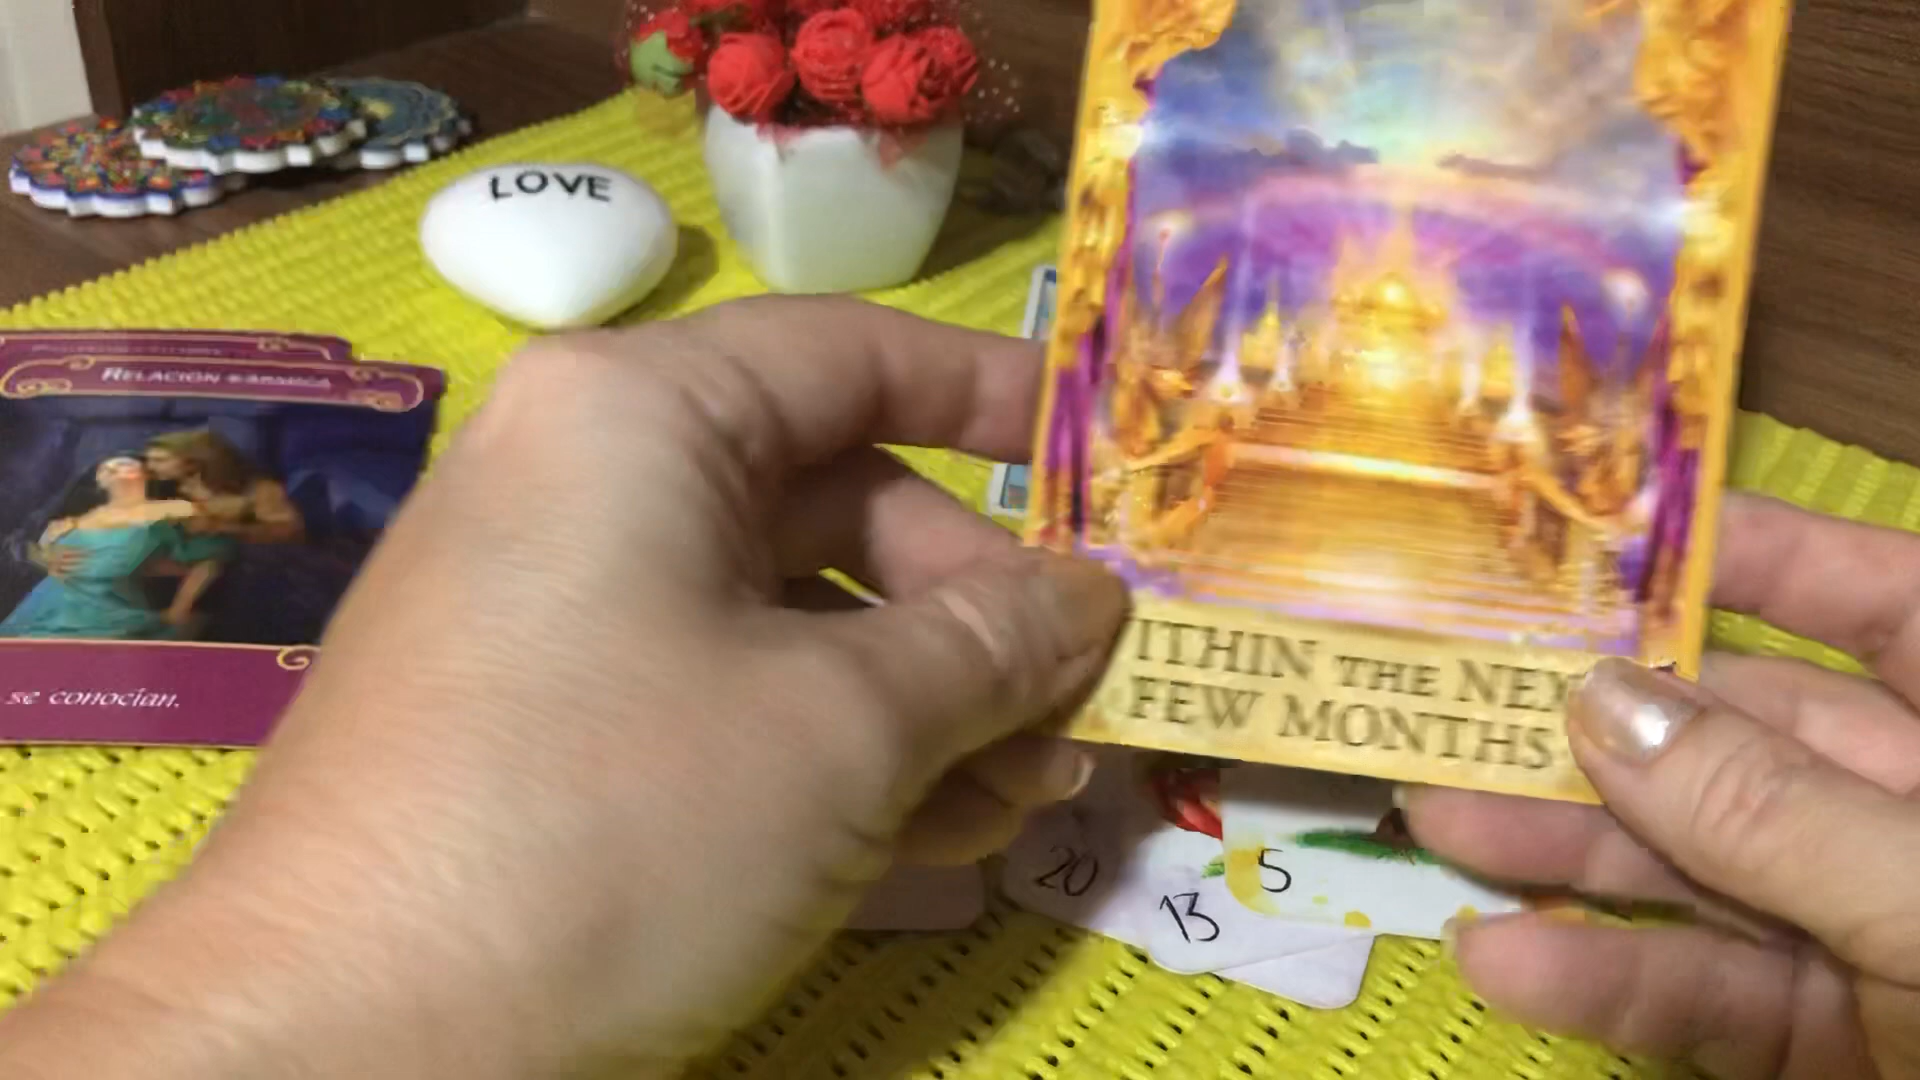 LOVE
RELACIÓN KÁRMICA
se conocían.
ITHIN THE NEX
FEW MONTHS
20
13
5